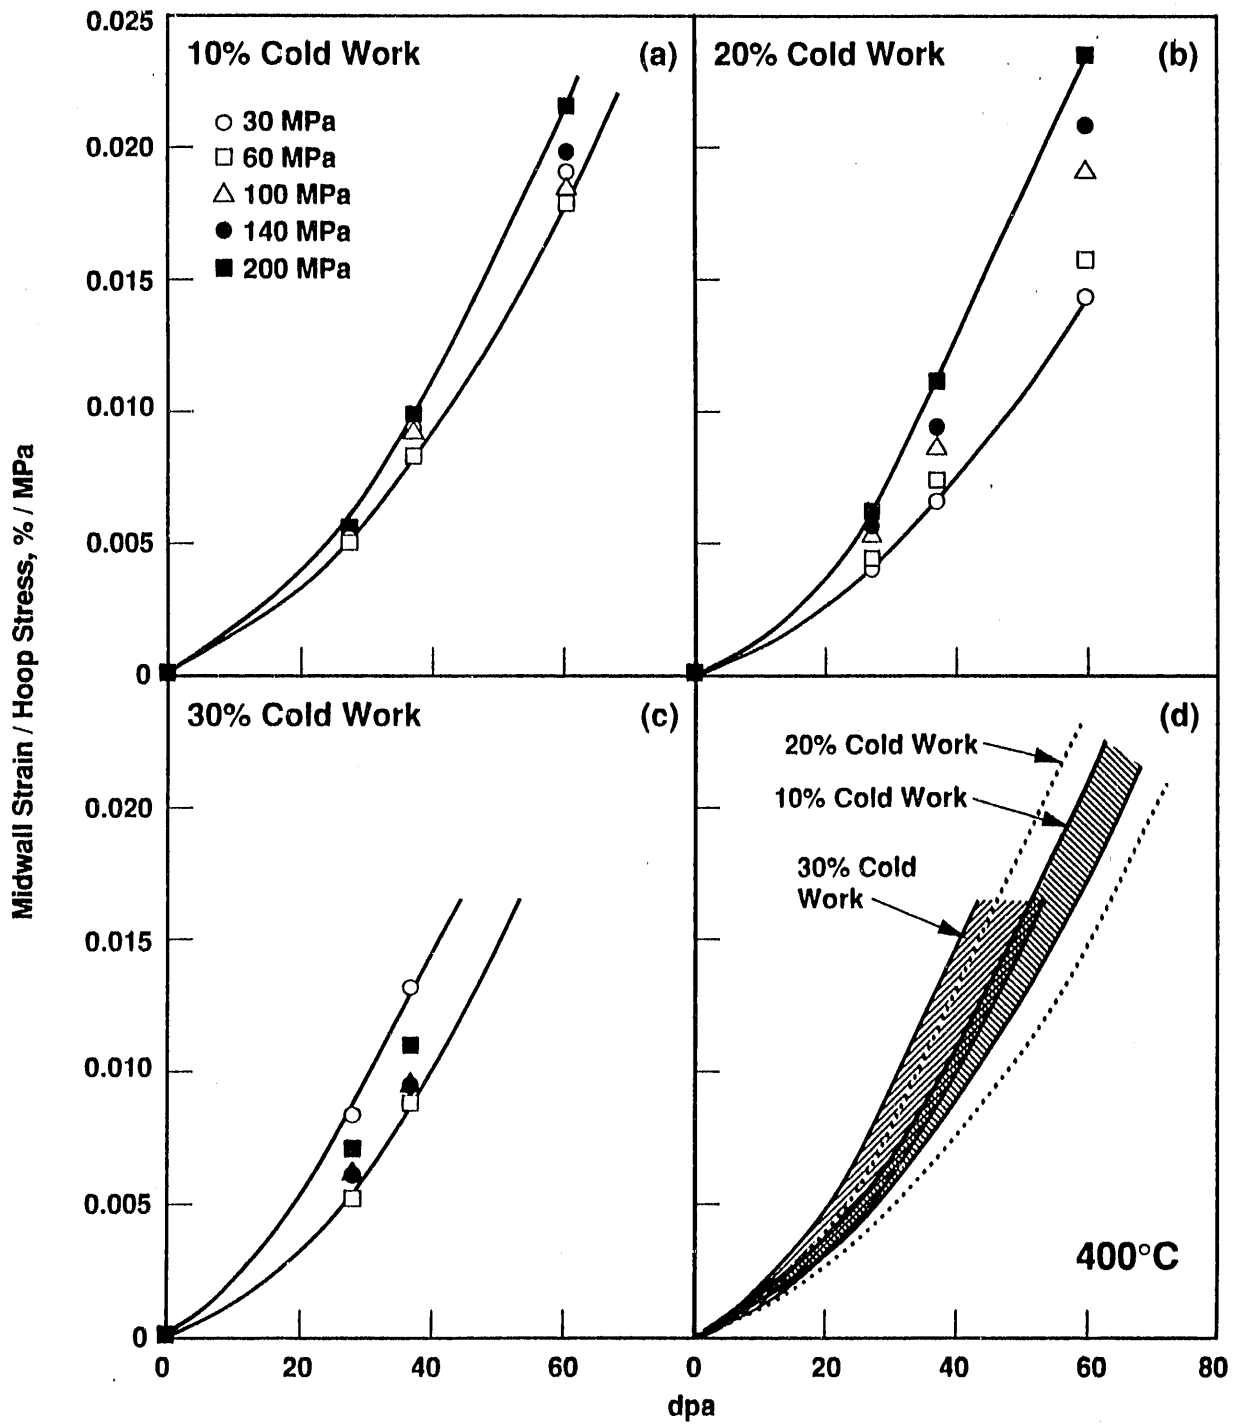 0.025
10% Cold Work
(a)
30 MPa
60 MPa
100 MPa
140 MPa
200 MPa
0.020
0.015
0.010
0.005
0
20% Cold Work
(b)
Midwall Strain / Hoop Stress, % / MPa
30% Cold Work
(c)
0.020
0.015
0.010
0.005
0
0
20
40
60
(d)
20% Cold Work
10% Cold Work
30% Cold
Work
400°C
0
20
40
60
80
dpa